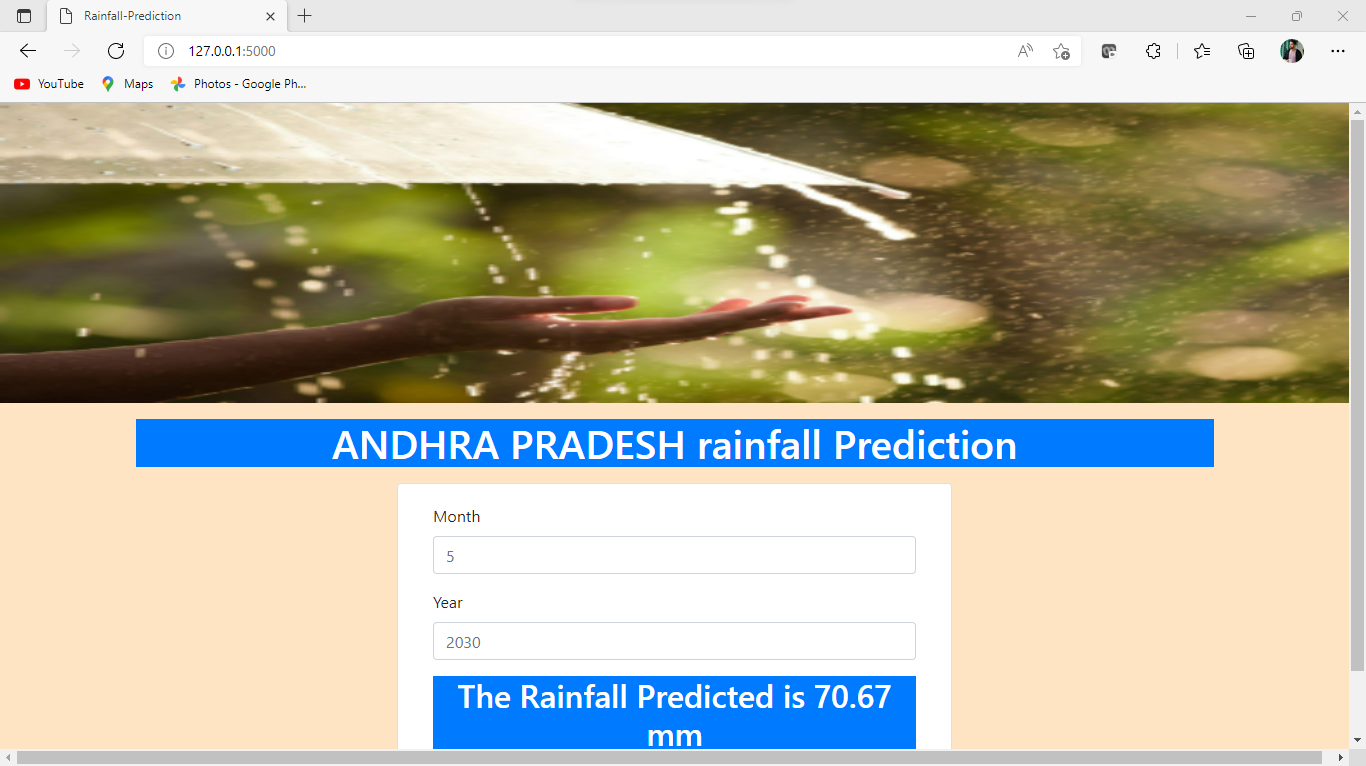 Rainfall-Prediction
127.0.0.1:5000
YouTube Maps Photos - Google Ph...
ANDHRA PRADESH rainfall Prediction
Month
5
Year
2030
The Rainfall Predicted is 70.67
mm